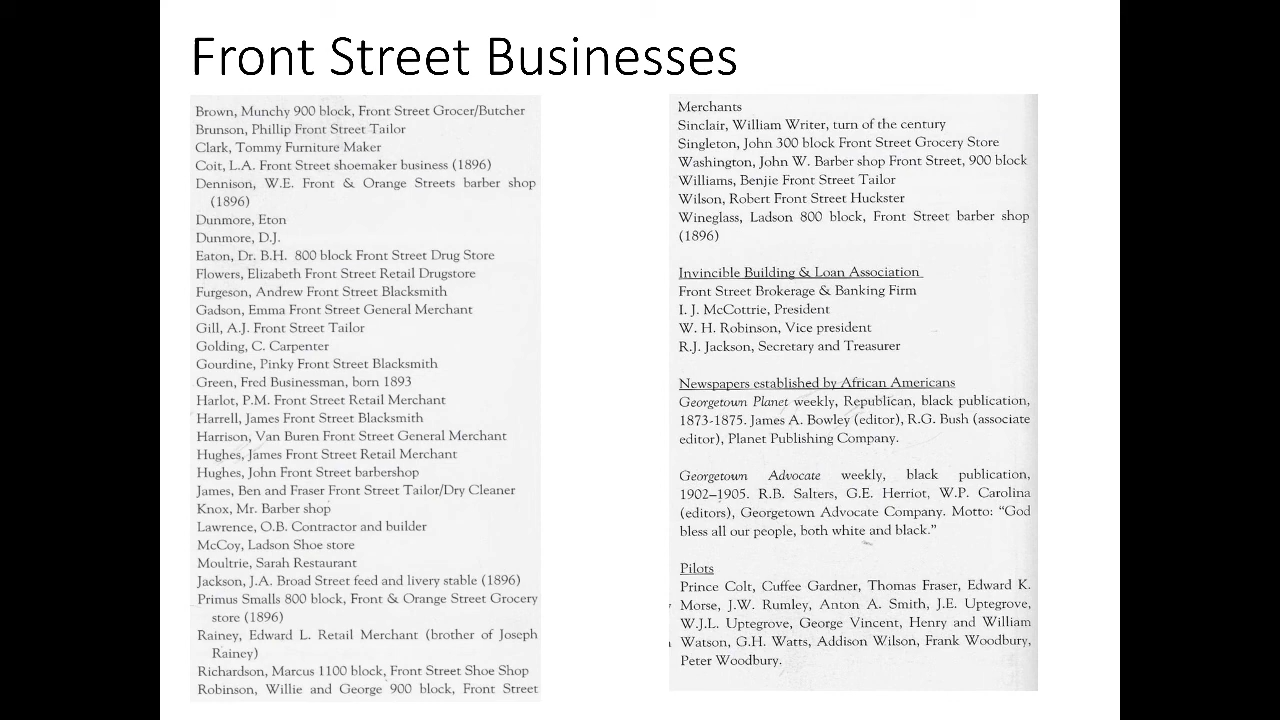 Front Street Businesses
Brown, Munchy 900 block, Front Street Grocer/Butcher
Brunson, Phillip Front Street Tailor
Clark, Tommy Furniture Maker
Coit, L.A. Front Street shoemaker business (1896)
Dennison, W.E. Front & Orange Streets barber shop
(1896)
Dunmore, Eton
Dunmore, D.J.
Eaton, Dr. B.H. 800 block Front Street Drug Store
Flowers, Elizabeth Front Street Retail Drugstore
Furgeson, Andrew Front Street Blacksmith
Gadson, Emma Front Street General Merchant
Gill, A.J. Front Street Tailor
Golding, C. Carpenter
Gourdine, Pinky Front Street Blacksmith
Green, Fred Businessman, born 1893
Harlot, P.M. Front Street Retail Merchant
Harrell, James Front Street Blacksmith
Harrison, Van Buren Front Street General Merchant
Hughes, James Front Street Retail Merchant
Hughes, John Front Street barbershop
James, Ben and Fraser Front Street Tailor/Dry Cleaner
Knox, Mr. Barber shop
Lawrence, O.B. Contractor and builder
McCoy, Ladson Shoe store
Moultrie, Sarah Restaurant
Jackson, J.A. Broad Street feed and livery stable (1896)
Primus Smalls 800 block, Front & Orange Street Grocery
store (1896)
Rainey, Edward L. Retail Merchant (brother of Joseph
Rainey)
Richardson, Marcus 1100 block, Front Street Shoe Shop
Robinson, Willie and George 900 block, Front Street
Merchants
Sinclair, William Writer, turn of the century
Singleton, John 300 block Front Street Grocery Store
Washington, John W. Barber shop Front Street, 900 block
Williams, Benjie Front Street Tailor
Wilson, Robert Front Street Huckster
Wineglass, Ladson 800 block, Front Street barber shop
(1896)
Invincible Building & Loan Association
Front Street Brokerage & Banking Firm
I. J. McCottrie, President
W. H. Robinson, Vice president
R.J. Jackson, Secretary and Treasurer
Newspapers established by African Americans
Georgetown Planet weekly, Republican, black publication,
1873-1875. James A. Bowley (editor), R.G. Bush (associate
editor), Planet Publishing Company.
Georgetown Advocate weekly, black publication,
1902–1905. R.B. Salters, G.E. Herriot, W.P. Carolina
(editors), Georgetown Advocate Company. Motto: “God
bless all our people, both white and black.”
Pilots
Prince Colt, Cuffee Gardner, Thomas Fraser, Edward K.
Morse, J.W. Rumley, Anton A. Smith, J.E. Uptegrove,
W.J.L. Uptegrove, George Vincent, Henry and William
Watson, G.H. Watts, Addison Wilson, Frank Woodbury,
Peter Woodbury.